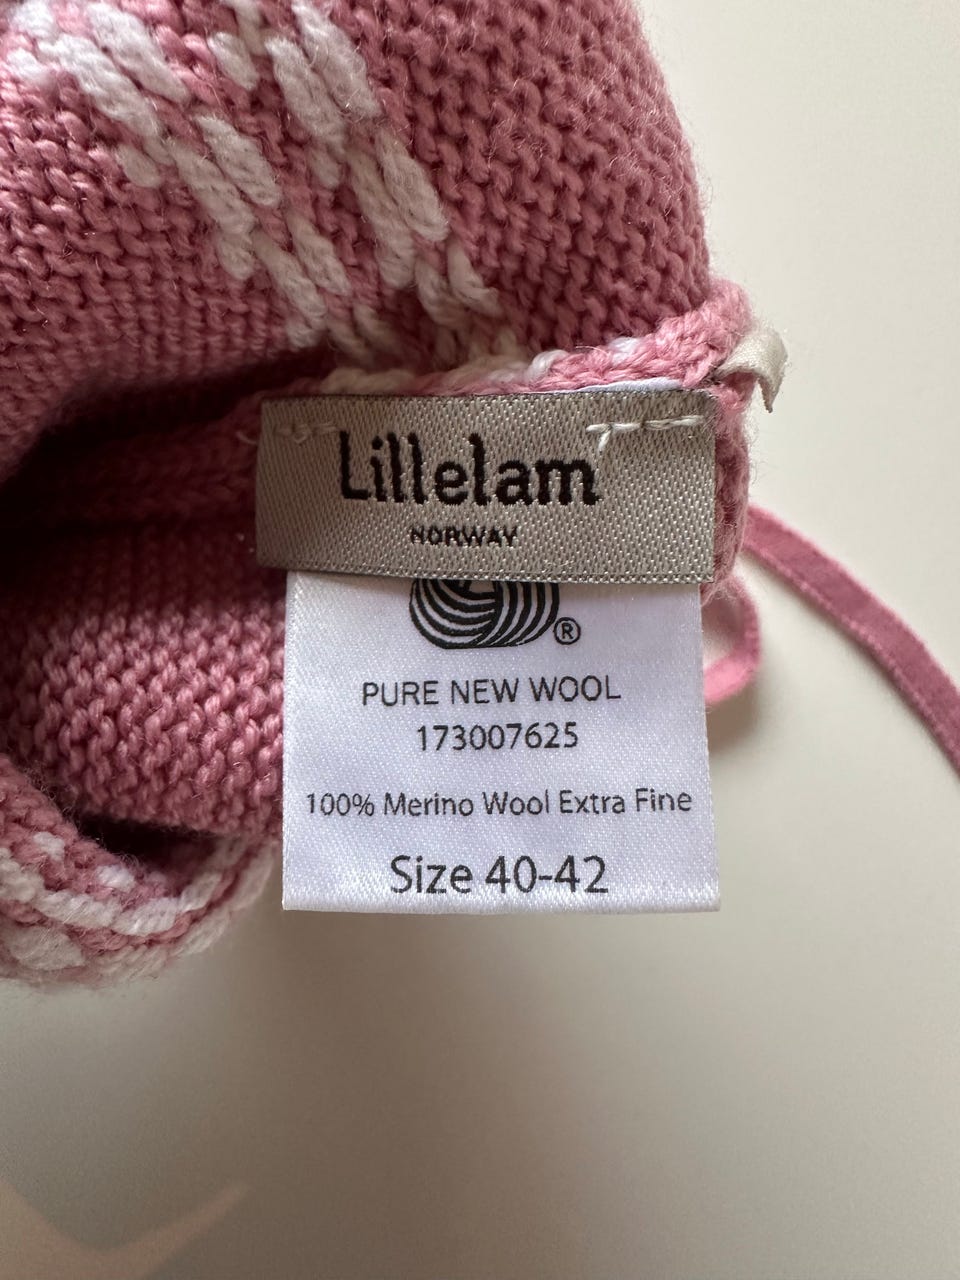 Lillelam
NORWAY
®
PURE NEW WOOL
173007625
100% Merino Wool Extra Fine
Size 40-42